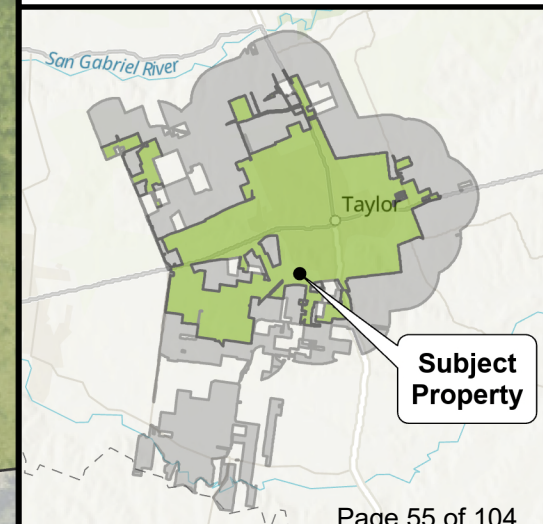 San Gabriel River
Taylor
Subject
Property
Page 55 of 104